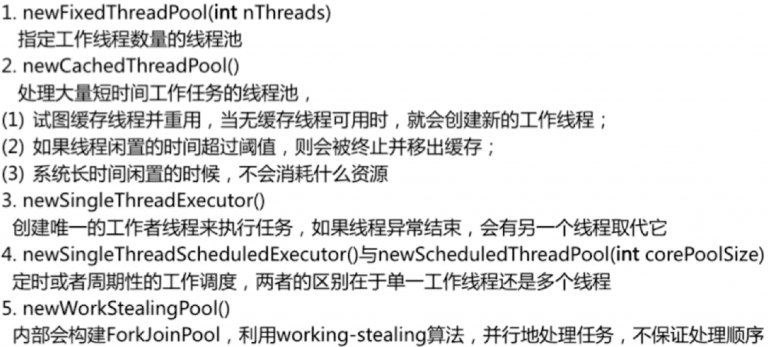 1. newFixedThreadPool(int nThreads)
指定工作线程数量的线程池
2. newCachedThreadPool()
处理大量短时间工作任务的线程池，
(1) 试图缓存线程并重用，当无缓存线程可用时，就会创建新的工作线程；
(2) 如果线程闲置的时间超过阈值，则会被终止并移出缓存；
(3) 系统长时间闲置的时候，不会消耗什么资源
3. newSingleThreadExecutor()
创建唯一的工作者线程来执行任务，如果线程异常结束，会有另一个线程取代它
4. newSingleThreadScheduledExecutor()与newScheduledThreadPool(int corePoolSize)
定时或者周期性的工作调度，两者的区别在于单一工作线程还是多个线程
5. newWorkStealingPool()
内部会构建ForkJoinPool，利用working-stealing算法，并行地处理任务，不保证处理顺序